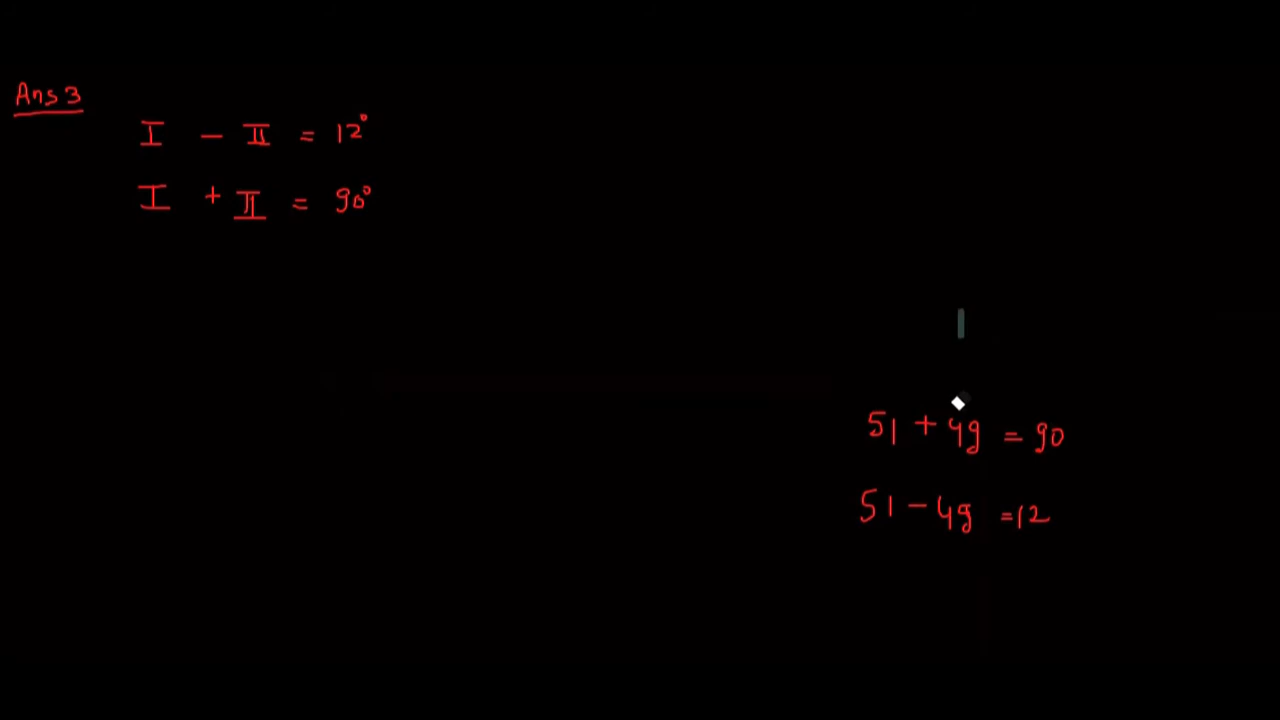 Ans 3
I - II = 12°
I + II = 90°
51 + 49 = 90
51 - 49 = 12